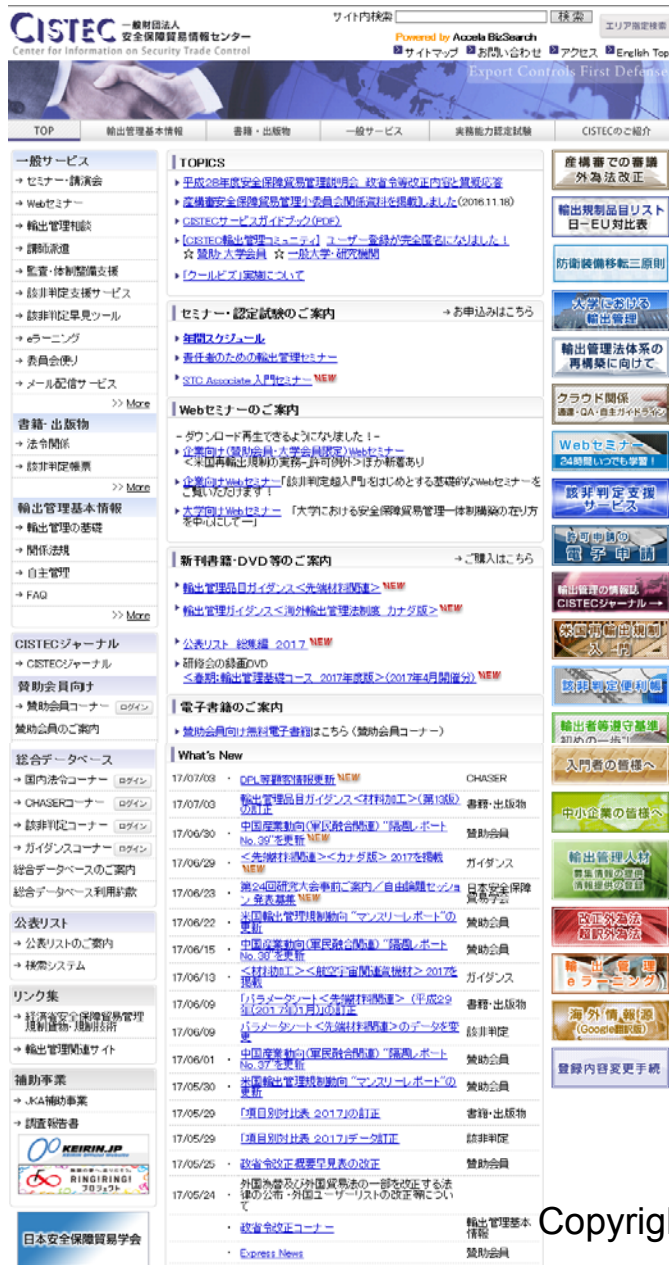 CISTEC 一般財団法人 安全保障貿易情報センター
Center for Information on Security Trade Control
サイト内検索
検索
エリア指定検索
Powered by Accela BizSearch
サイトマップ お問い合わせ アクセス English Top
Export Controls First Defense
TOP 輸出管理基本情報 書籍・出版物 一般サービス 実務能力認定試験 CISTECのご紹介
一般サービス
→ セミナー・講演会
→ Webセミナー
→ 輸出管理相談
→ 講師派遣
→ 監査・体制整備支援
→ 該非判定支援サービス
→ 該非判定早見ツール
→ eラーニング
→ 委員会便り
→ メール配信サービス
>> More
書籍・出版物
→ 法令関係
→ 該非判定帳票
>> More
輸出管理基本情報
→ 輸出管理の基礎
→ 関係法規
→ 自主管理
→ FAQ
>> More
CISTECジャーナル
→ CISTECジャーナル
賛助会員向け
→ 賛助会員コーナー ログイン
賛助会員のご案内
総合データベース
→ 国内法令コーナー ログイン
→ CHASERコーナー ログイン
→ 該非判定コーナー ログイン
→ ガイダンスコーナー ログイン
総合データベースのご案内
総合データベース利用約款
公表リスト
→ 公表リストのご案内
→ 検索システム
リンク集
→ 経済産業省安全保障貿易管理
規制貨物・規制技術
→ 輸出管理関連サイト
補助事業
→ JKA補助事業
→ 調査報告書
KEIRIN.JP
RINGIRINGI
プロジェクト
日本安全保障貿易学会
TOPICS
平成28年度安全保障貿易管理説明会 政省令等改正内容と質疑応答
産構審安全保障貿易管理小委員会関係資料を掲載しました(2016.11.18)
CISTECサービスガイドブック(PDF)
【CISTEC輸出管理コミュニティ】 ユーザー登録が完全匿名になりました！
☆ 賛助・大学会員 ☆ 一般大学・研究機関
「クールビズ」実施について
セミナー・認定試験のご案内 →お申込みはこちら
年間スケジュール
責任者のための輸出管理セミナー
STC Associate 入門セミナー NEW
Webセミナーのご案内
- ダウンロード再生できるようになりました！-
企業向け(賛助会員・大学会員限定)Webセミナー
＜米国再輸出規制の実務-許可例外＞ほか新着あり
企業向けWebセミナー「該非判定超入門」をはじめとする基礎的なWebセミナーを
ご覧いただけます！
大学向けWebセミナー 「大学における安全保障貿易管理―体制構築の在り方
を中心にして―」
新刊書籍・DVD等のご案内 →ご購入はこちら
輸出管理品目ガイダンス＜先端材料関連＞ NEW
輸出管理ガイダンス＜海外輸出管理法制度 カナダ版＞ NEW
公表リスト 総集編 2017 NEW
研修会の録画DVD
＜春期:輸出管理基礎コース 2017年度版＞(2017年4月開催分) NEW
電子書籍のご案内
賛助会員向け無料電子書籍はこちら (賛助会員コーナー)
What's New
17/07/03 ・ DPL等顧客情報更新 NEW CHASER
17/07/03 ・ 輸出管理品目ガイダンス＜材料加工＞(第13版)の訂正 書籍・出版物
17/06/30 ・ 中国産業動向(軍民融合関連) "隔週レポート No.39"を更新 NEW 賛助会員
17/06/29 ・ ＜先端材料関連＞＜カナダ版＞ 2017を掲載 NEW ガイダンス
17/06/23 ・ 第24回研究大会事前ご案内／自由論題セッション 発表募集 NEW 日本安全保障貿易学会
17/06/22 ・ 米国輸出管理規制動向 "マンスリーレポート"の更新 賛助会員
17/06/15 ・ 中国産業動向(軍民融合関連) "隔週レポート No.38"を更新 賛助会員
17/06/13 ・ ＜材料加工＞＜航空宇宙関連資機材＞ 2017を掲載 ガイダンス
17/06/09 ・ 「パラメータシート＜先端材料関連＞ (平成29年(2017年)1月)」の訂正 書籍・出版物
17/06/09 ・ パラメータシート＜先端材料関連＞のデータを変更 該非判定
17/06/01 ・ 中国産業動向(軍民融合関連) "隔週レポート No.37"を更新 賛助会員
17/05/30 ・ 米国輸出管理規制動向 "マンスリーレポート"の更新 賛助会員
17/05/29 ・ 「項目別対比表 2017」の訂正 書籍・出版物
17/05/29 ・ 「項目別対比表 2017」データ訂正 該非判定
17/05/25 ・ 政省令改正概要早見表の改正 賛助会員
17/05/24 ・ 外国為替及び外国貿易法の一部を改正する法律の公布・外国ユーザーリストの改正等について
・ 政省令改正コーナー 輸出管理基本情報
・ Express News 賛助会員
産構審での審議
外為法改正
輸出規制品目リスト
日－EU対比表
防衛装備移転三原則
大学における
輸出管理
輸出管理法体系の
再構築に向けて
クラウド関係
通達・QA・自主ガイドライン
Webセミナー
24時間いつでも学習！
該非判定支援
サービス
許可申請の
電子申請
輸出管理の情報誌
CISTECジャーナル→
米国再輸出規制
入門
該非判定便利帳
輸出者等遵守基準
初めの一歩!
入門者の皆様へ
中小企業の皆様へ
輸出管理人材
募集情報の提供
情報提供の登録
改正外為法
超訳外為法
輸出管理
eラーニング
海外情報源
(Google翻訳版)
登録内容変更手続
Copyrig